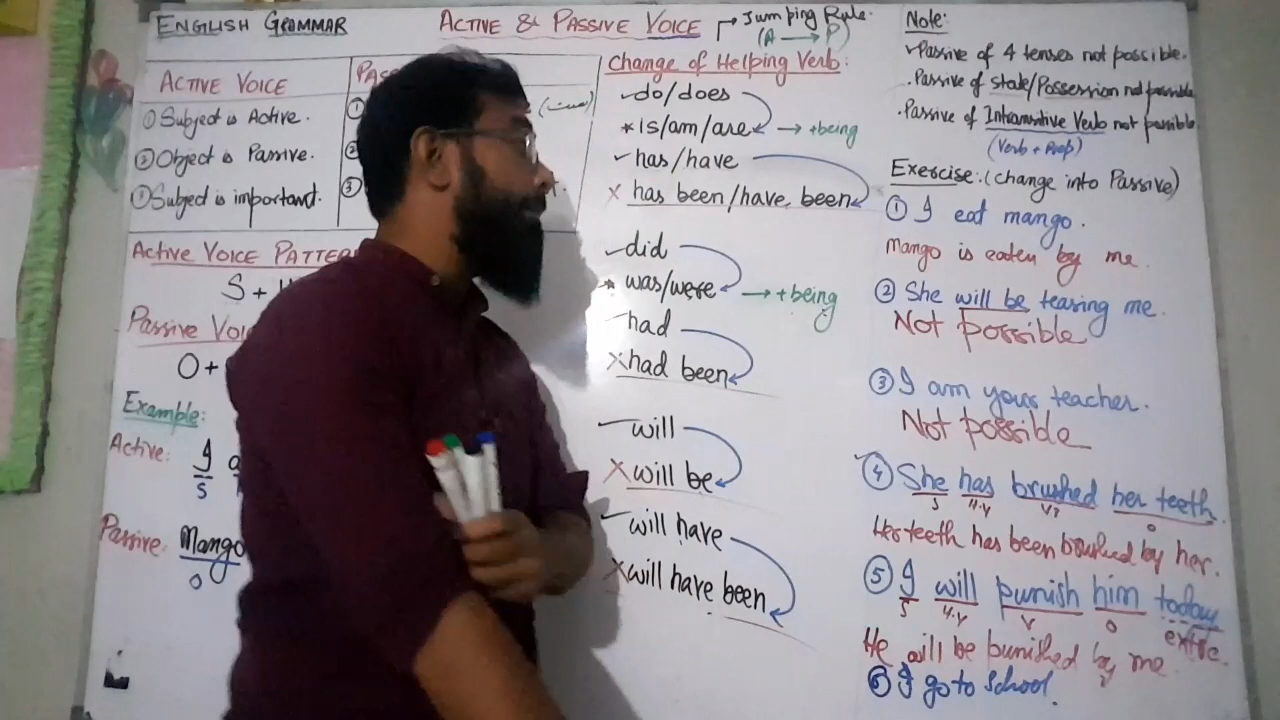 ENGLISH GRAMMAR
ACTIVE & PASSIVE VOICE
Jumping Rule.
(A → P)
ACTIVE VOICE
① Subject is Active.
② Object is Passive.
① Subject is important.
①
(ست)
②
③
ACTIVE VOICE
S +
Passive
O +
Example:
Active: I
S
Passive: Mango
O
Change of Helping Verb:
do/does
*is/am/are → +being
has/have
x has been/have been
did
* was/were → +being
had
x had been
will
x will be
will have
x will have been
Note:
Passive of 4 tenses not possible.
Passive of state/Possession not possible
Passive of Intransitive Verb not possible
(Verb + Prep)
Exercise: (change into Passive)
① I eat mango.
mango is eaten by me.
② She will be teasing me.
Not possible
③ I am your teacher.
Not possible
④ She has brushed her teeth.
S H.V V3 O
Her teeth has been brushed by her.
⑤ I will punish him today
S H.V V O extra.
He will be punished by me.
⑥ I go to school.